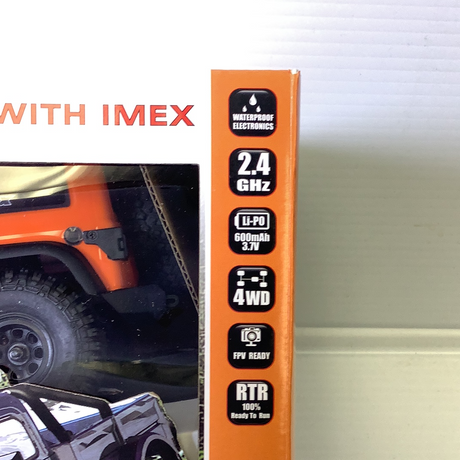 WITH IMEX
WATERPROOF
ELECTRONICS
2.4
GHz
Li-PO
600mAh
3.7V
4WD
FPV READY
RTR
100%
Ready To Run